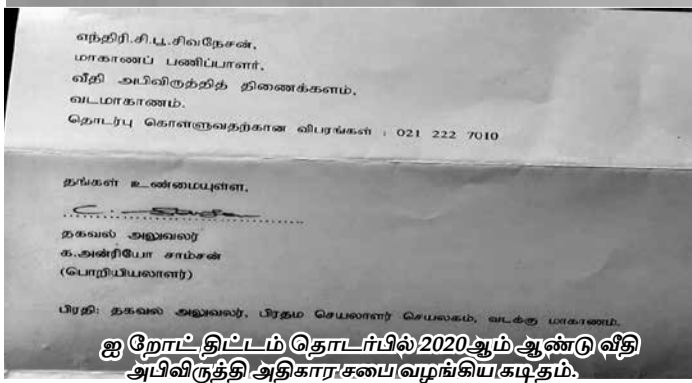 எந்திரி.சி.பூ.சிவநேசன்,
மாகாணப் பணிப்பாளர்,
வீதி அபிவிருத்தித் திணைக்களம்,
வடமாகாணம்.
தொடர்பு கொள்ளுவதற்கான விபரங்கள் : 021 222 7010
தங்கள் உண்மையுள்ள,
தகவல் அலுவலர்
க.அன்ரியோ சாம்சன்
(பொறியியலாளர்)
பிரதி: தகவல் அலுவலர், பிரதம செயலாளர் செயலகம், வடக்கு மாகாணம்.
ஐ றோட் திட்டம் தொடர்பில் 2020ஆம் ஆண்டு வீதி
அபிவிருத்தி அதிகார சபை வழங்கிய கடிதம்.